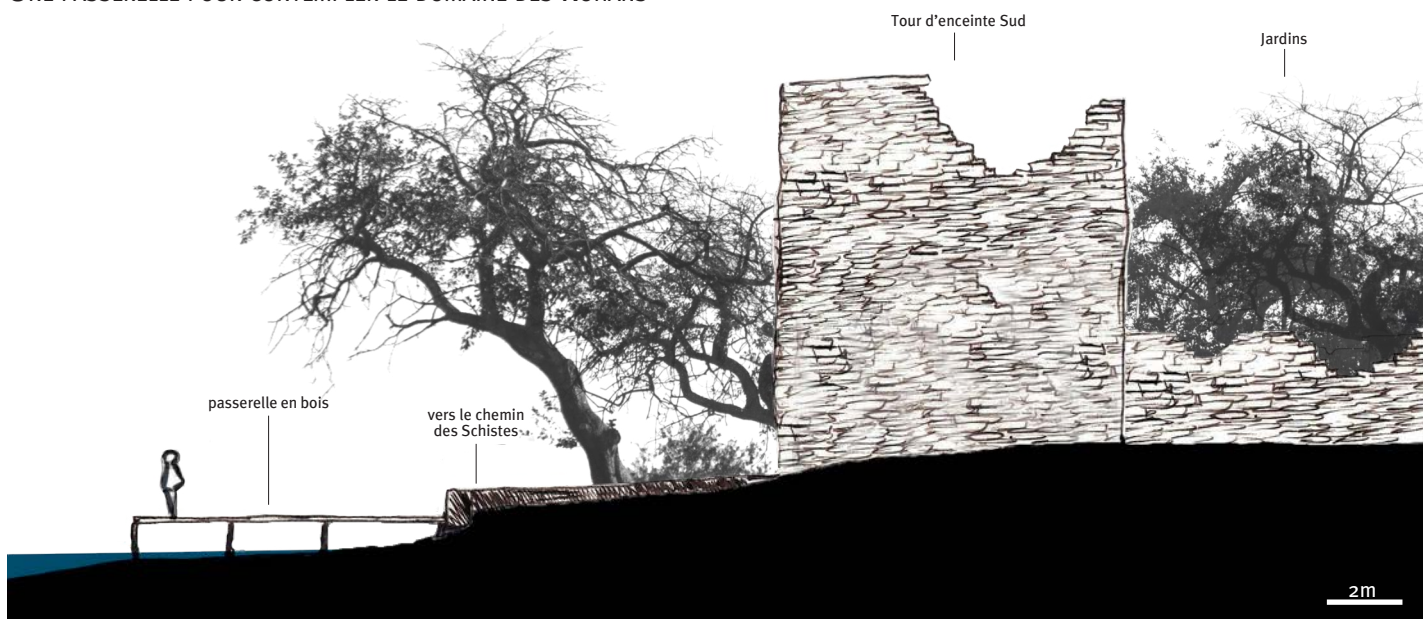 Tour d'enceinte Sud
Jardins
passerelle en bois
vers le chemin
des Schistes
2m